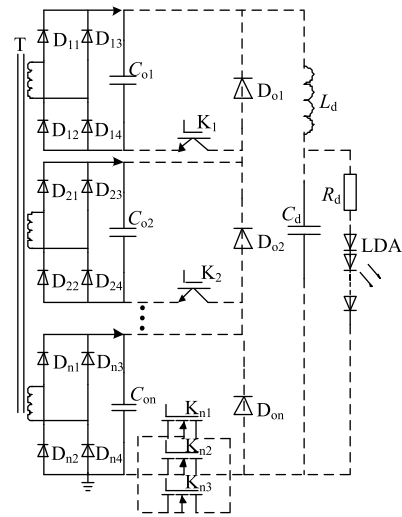 T
D11 D13
Co1
D12 D14
K1
Do1
Ld
D21 D23
Co2
D22 D24
K2
Do2
Cd
Rd
LDA
Dn1 Dn3
Con
Dn2 Dn4
Kn1
Kn2
Kn3
Don